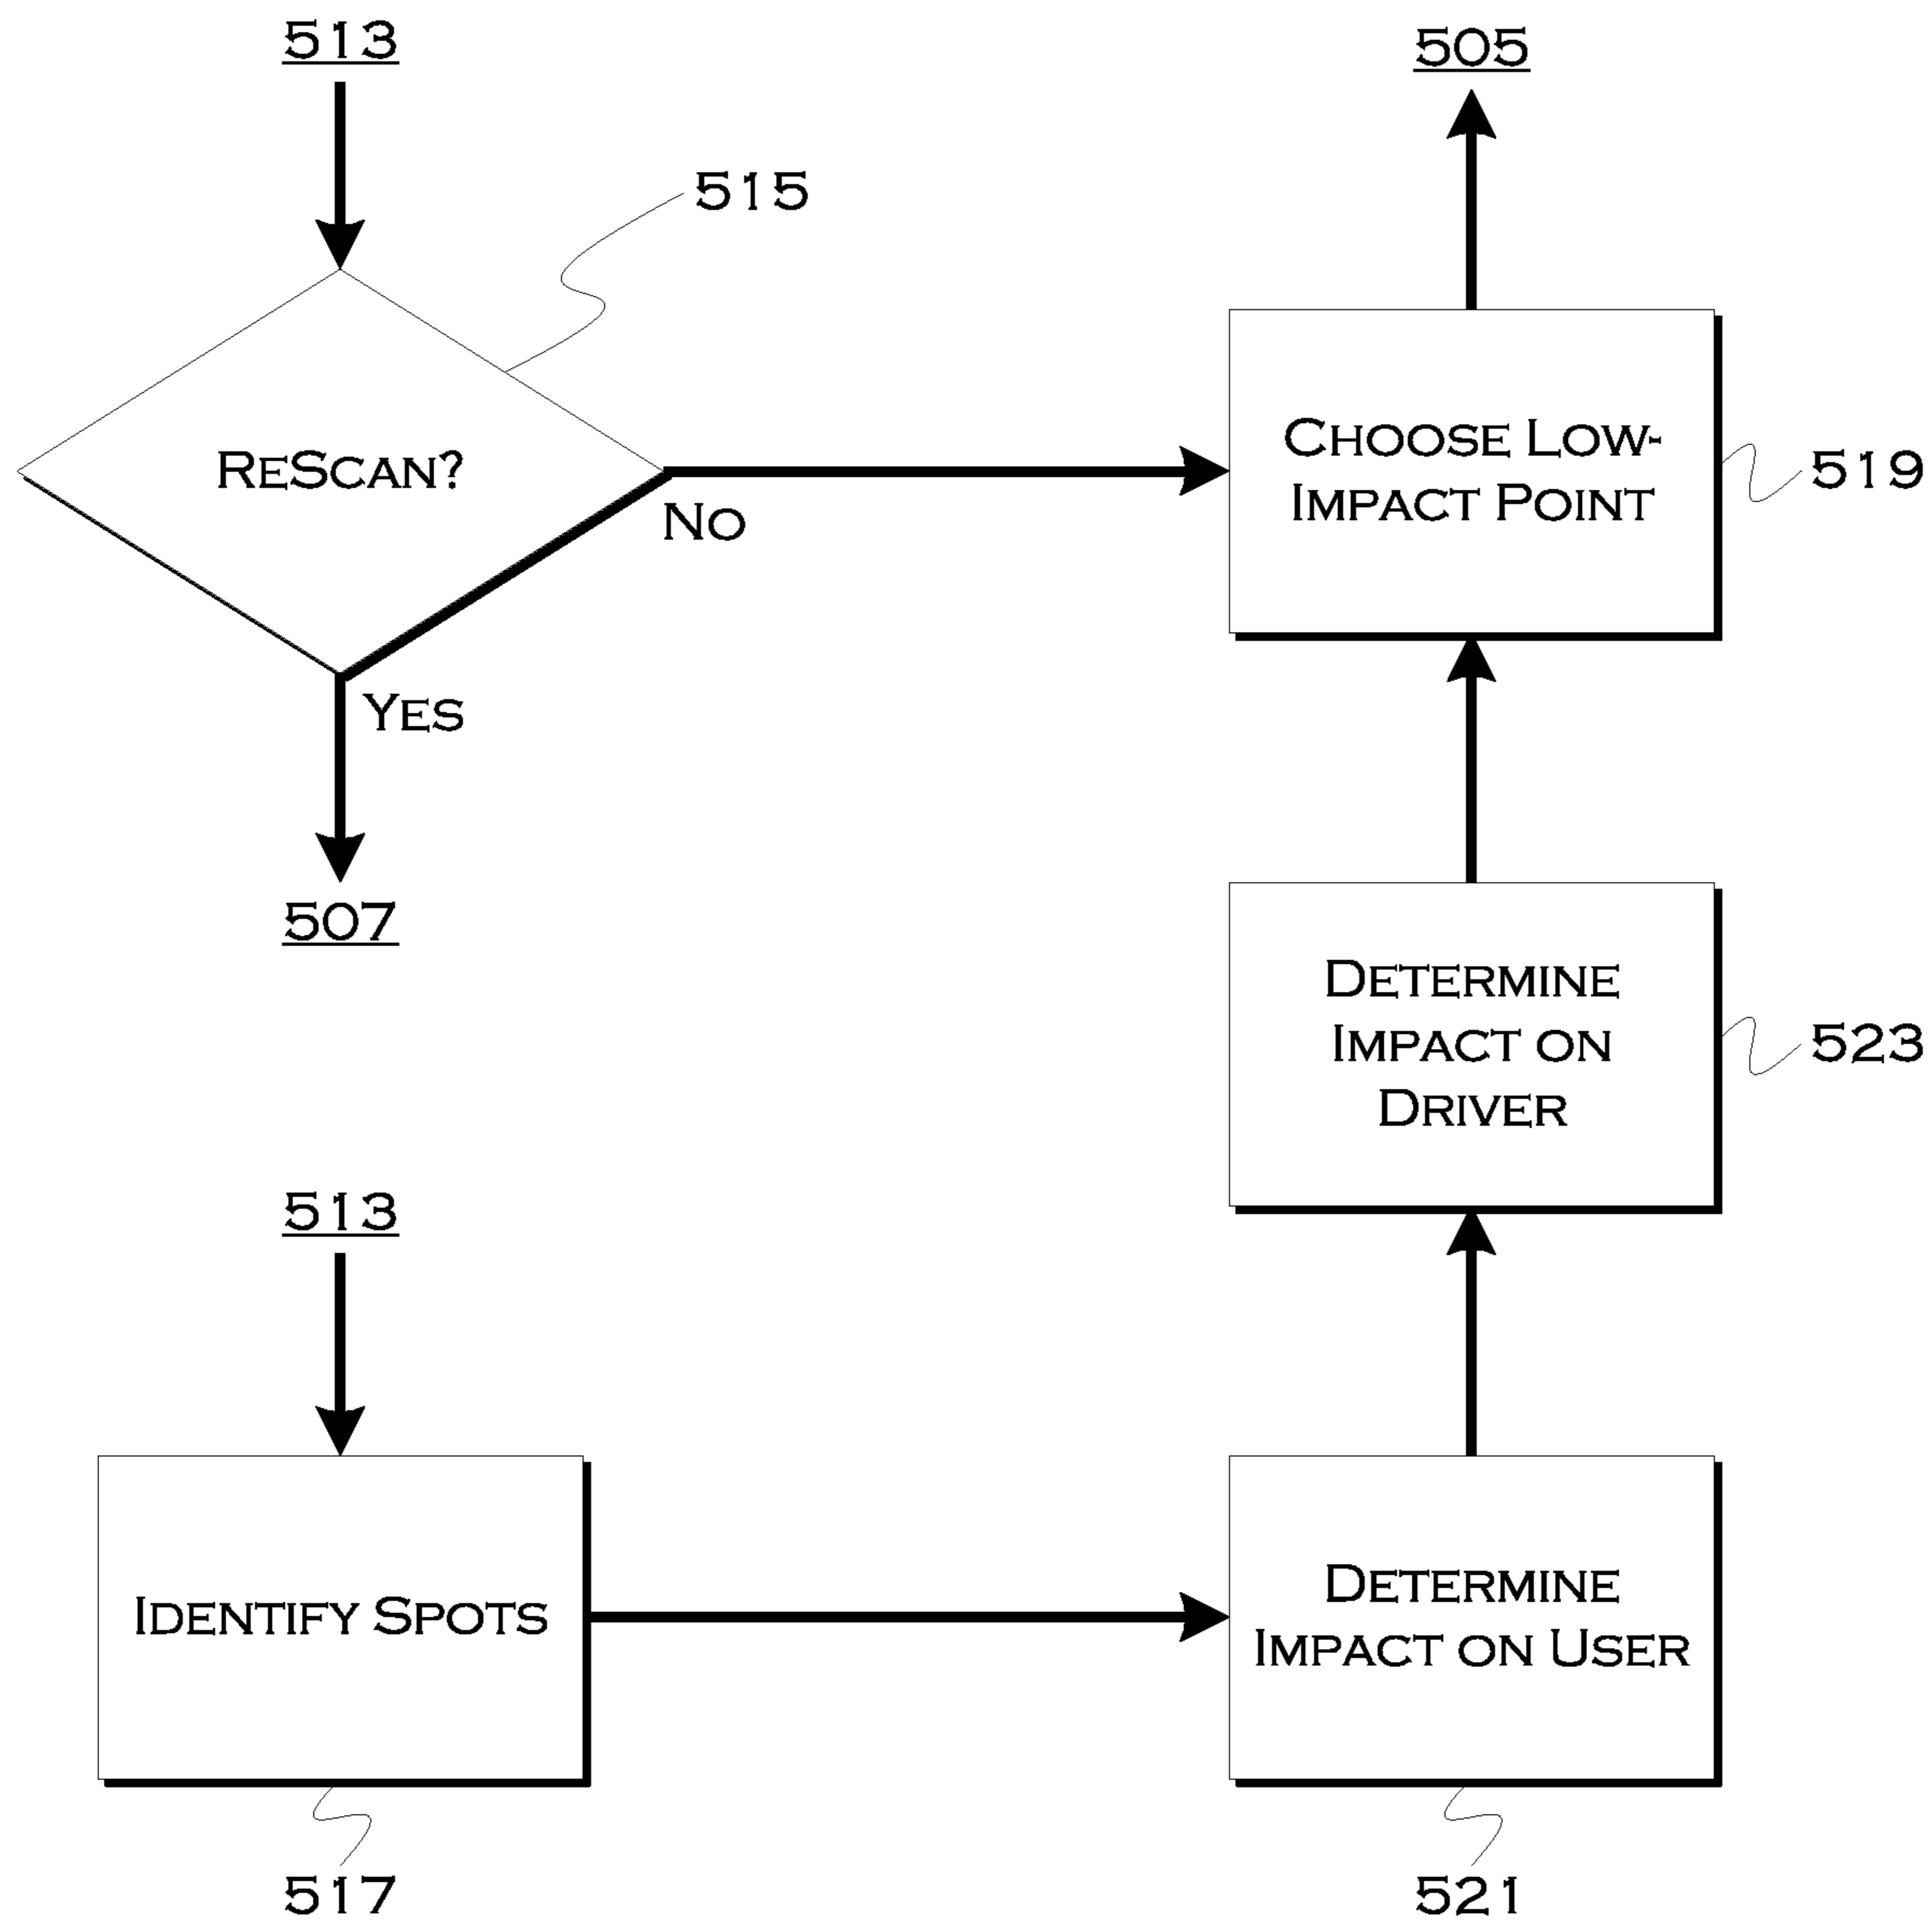 513
505
515
ReScan?
Choose Low-
Impact Point
519
No
Yes
507
Determine
Impact on
Driver
523
513
Identify Spots
Determine
Impact on User
517
521